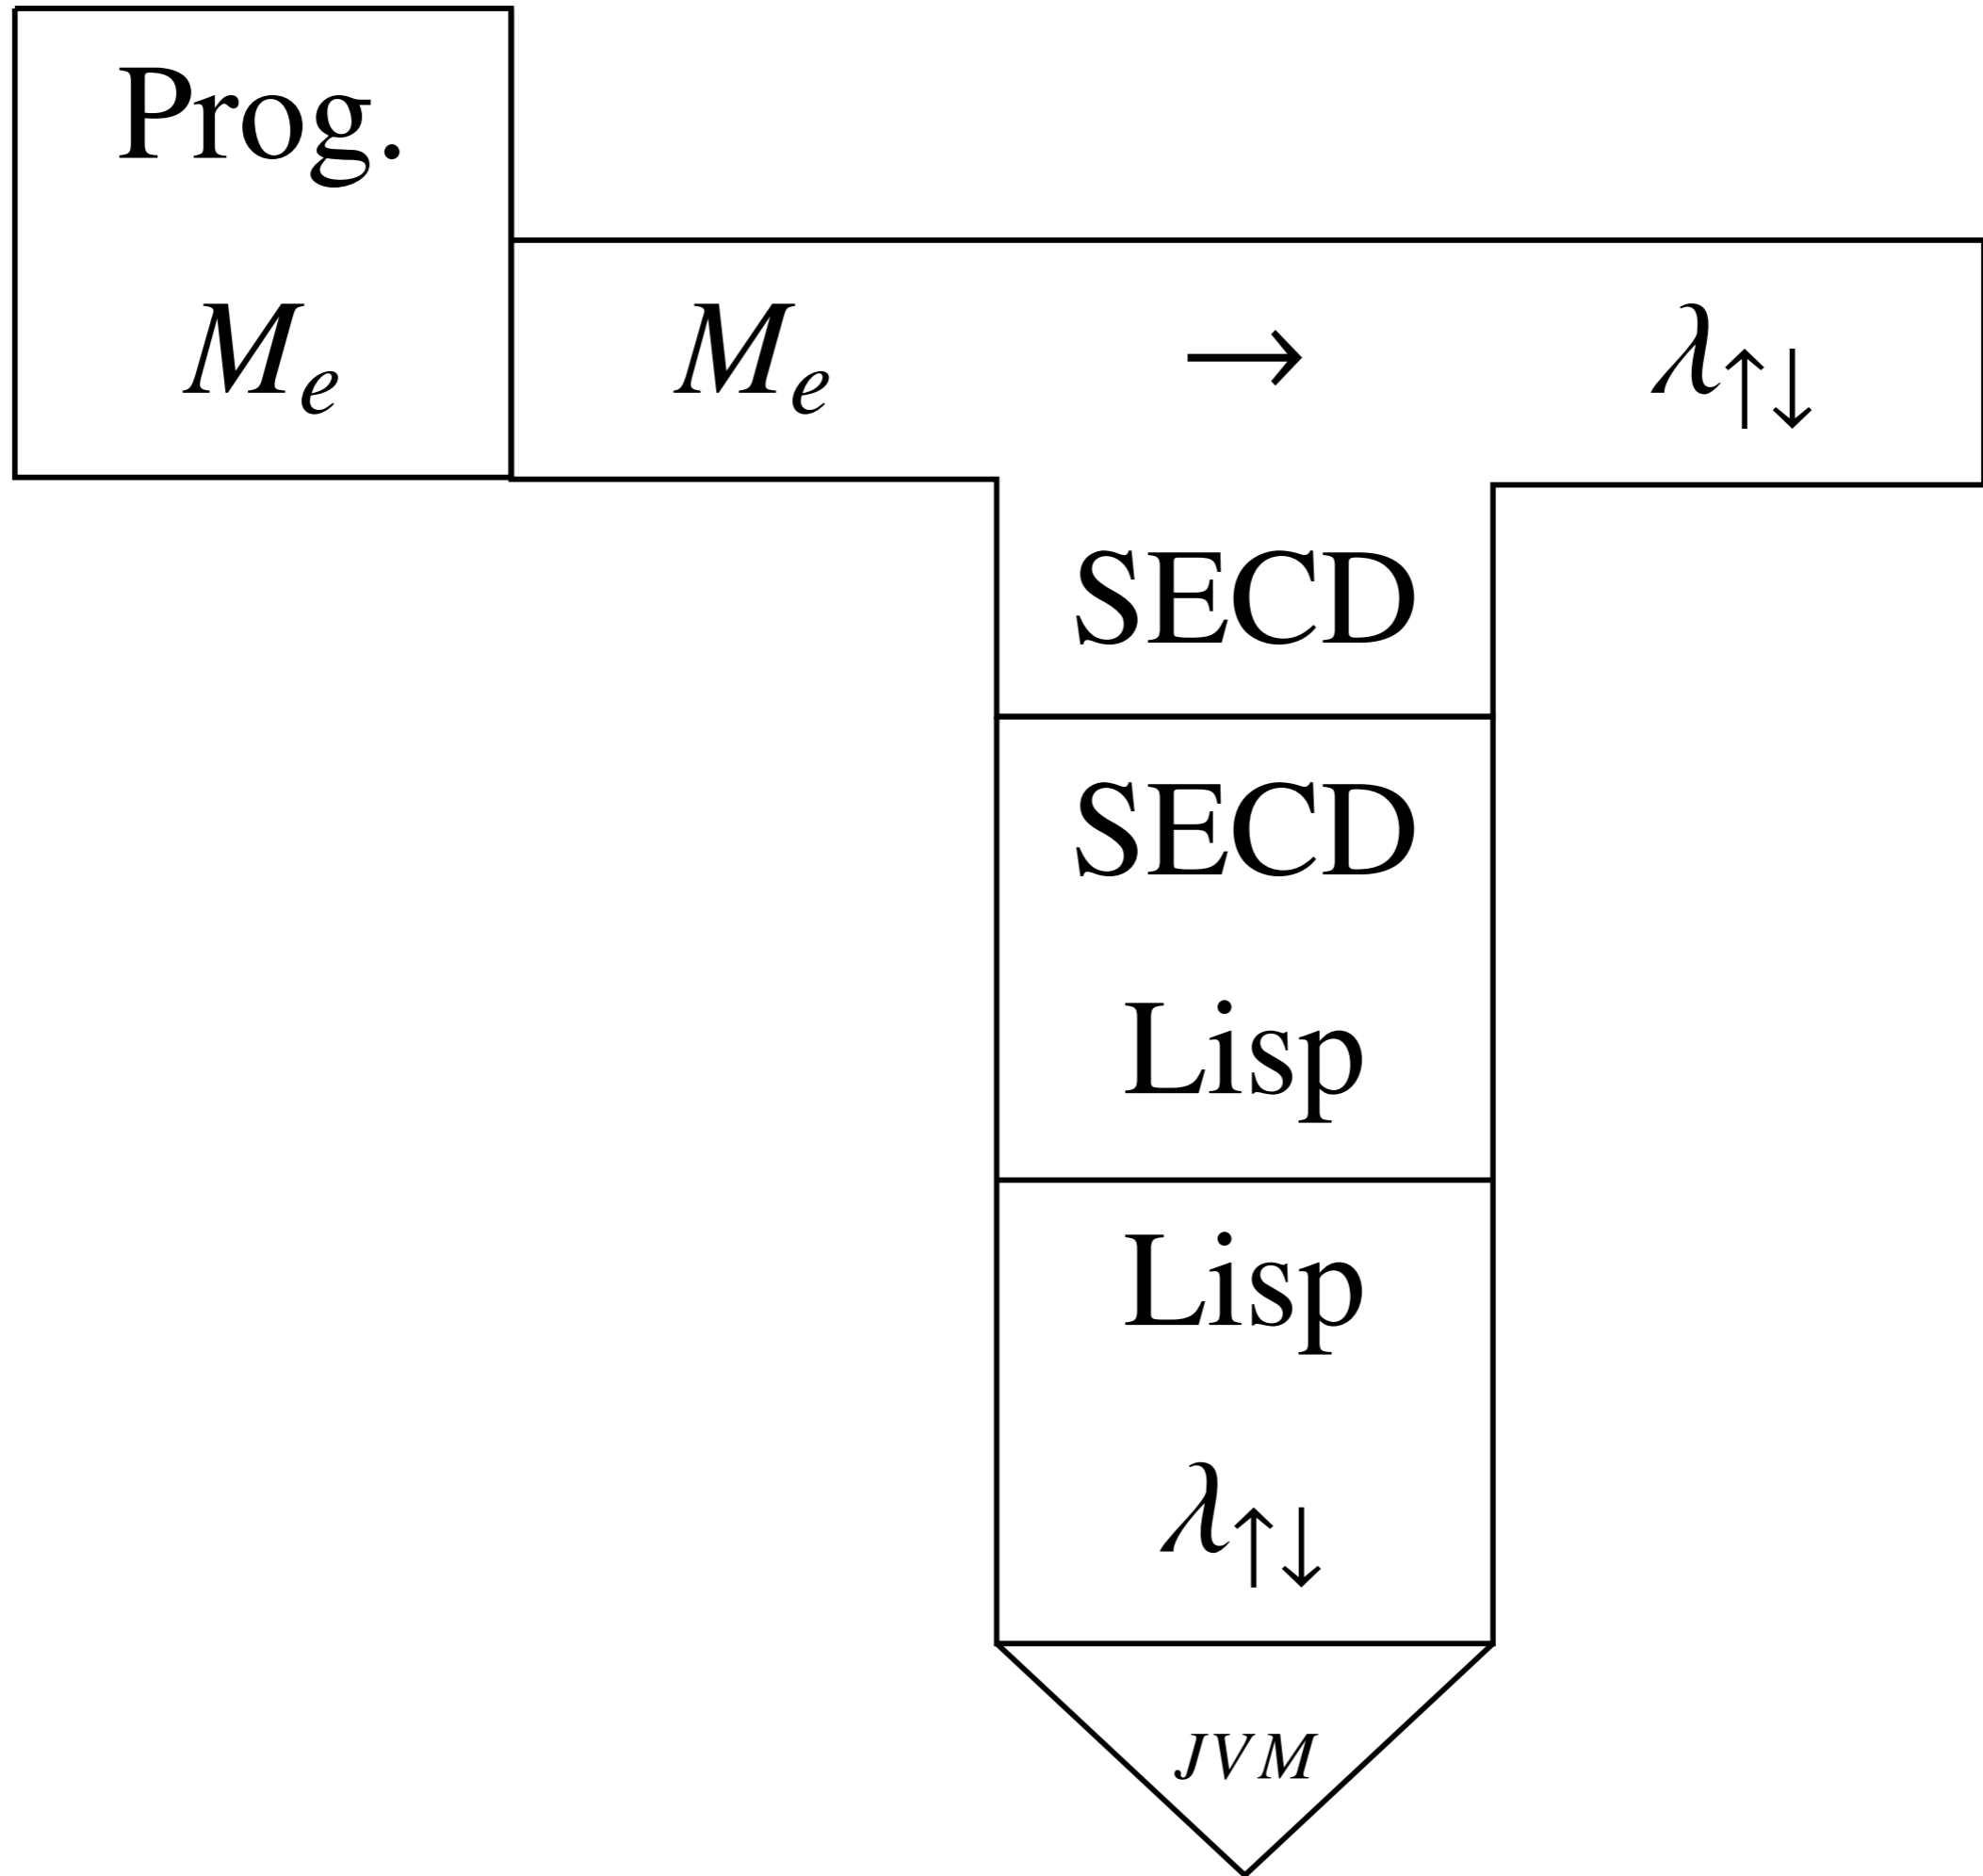 Prog.
Mₑ Mₑ → λ↑↓
SECD
SECD
Lisp
Lisp
λ↑↓
JVM